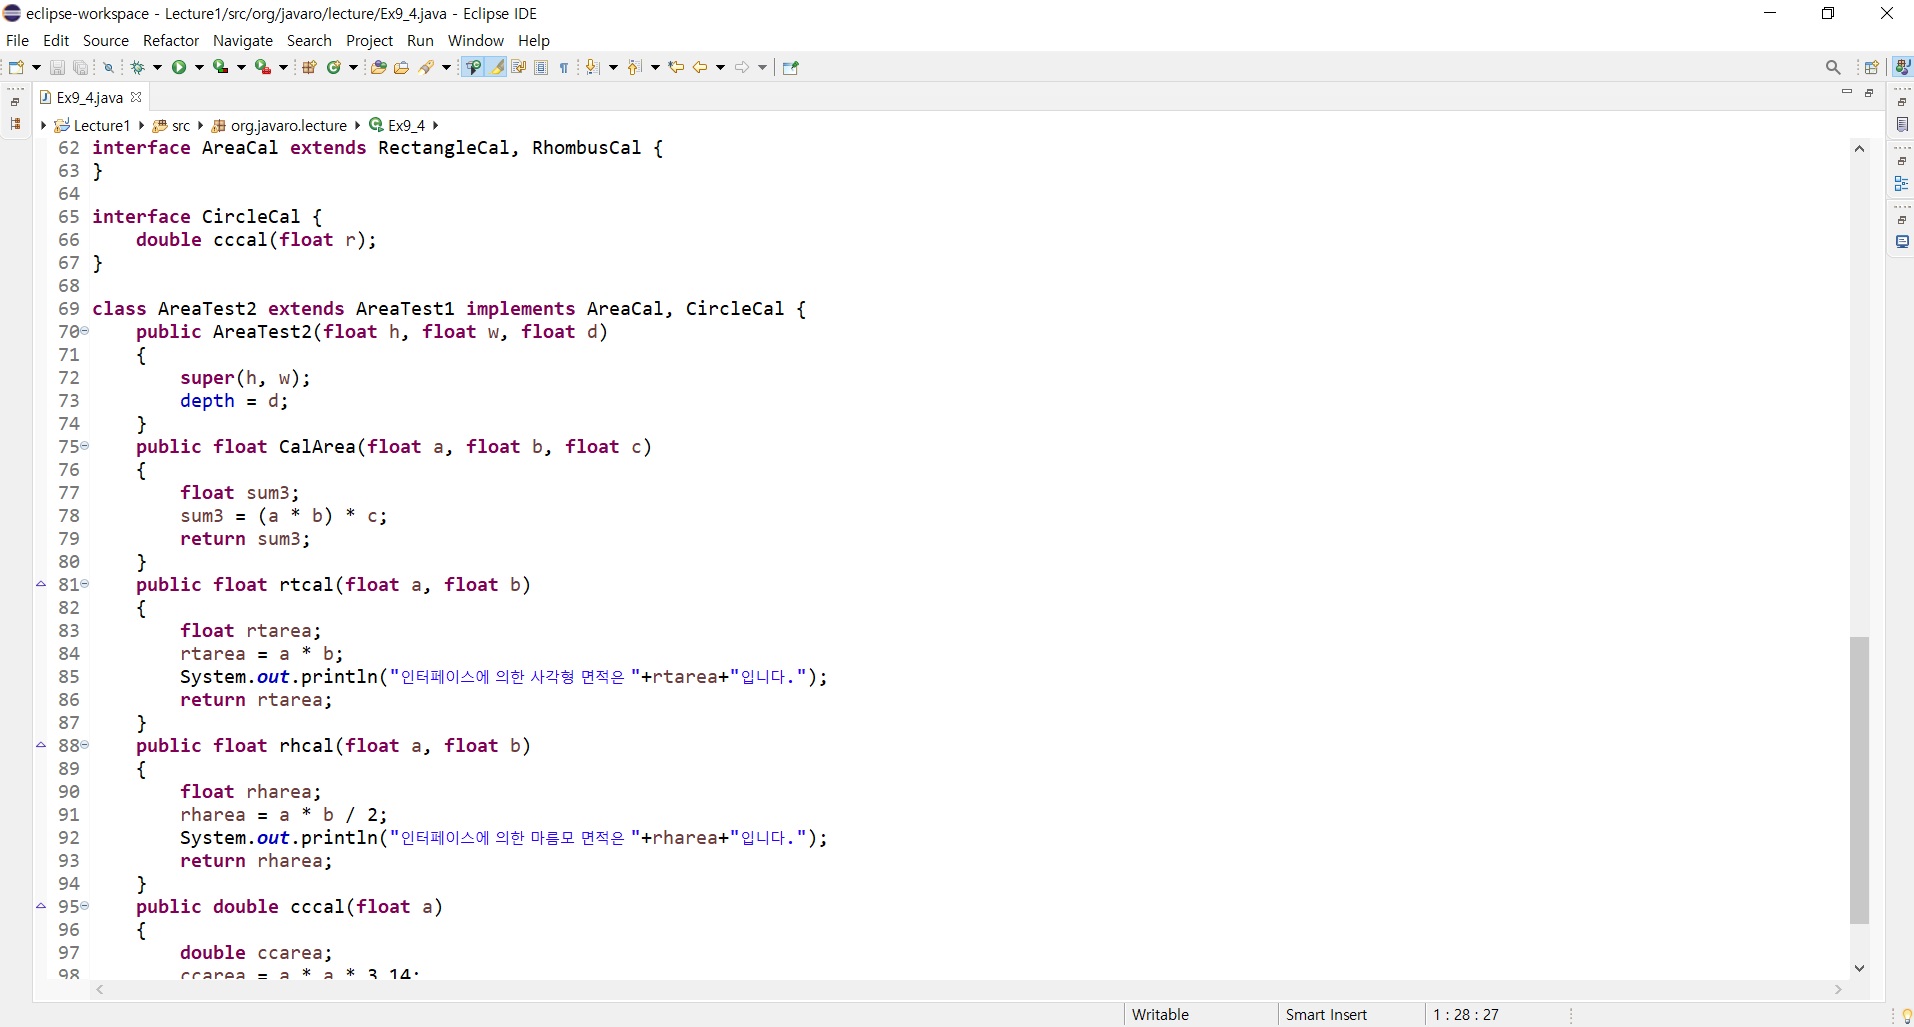 eclipse-workspace - Lecture1/src/org/javaro/lecture/Ex9_4.java - Eclipse IDE
File Edit Source Refactor Navigate Search Project Run Window Help
Ex9_4.java
Lecture1 src org.javaro.lecture Ex9_4
62 interface AreaCal extends RectangleCal, RhombusCal {
63 }
64
65 interface CircleCal {
66     double cccal(float r);
67 }
68
69 class AreaTest2 extends AreaTest1 implements AreaCal, CircleCal {
70     public AreaTest2(float h, float w, float d)
71     {
72         super(h, w);
73         depth = d;
74     }
75     public float CalArea(float a, float b, float c)
76     {
77         float sum3;
78         sum3 = (a * b) * c;
79         return sum3;
80     }
81     public float rtcal(float a, float b)
82     {
83         float rtarea;
84         rtarea = a * b;
85         System.out.println("인터페이스에 의한 사각형 면적은 "+rtarea+"입니다.");
86         return rtarea;
87     }
88     public float rhcal(float a, float b)
89     {
90         float rharea;
91         rharea = a * b / 2;
92         System.out.println("인터페이스에 의한 마름모 면적은 "+rharea+"입니다.");
93         return rharea;
94     }
95     public double cccal(float a)
96     {
97         double ccarea;
98         ccarea = a * a * 3.14;
Writable Smart Insert 1 : 28 : 27